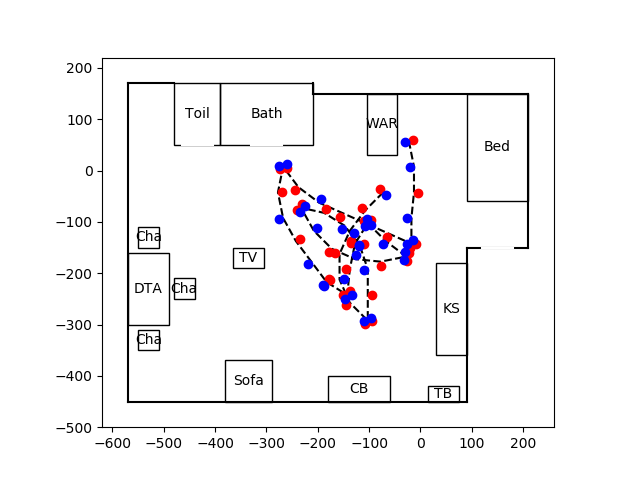 200
100
0
−100
−200
−300
−400
−500
−600 −500 −400 −300 −200 −100 0 100 200
Toil Bath WAR Bed
Cha
TV
DTA Cha
KS
Cha
Sofa CB TB